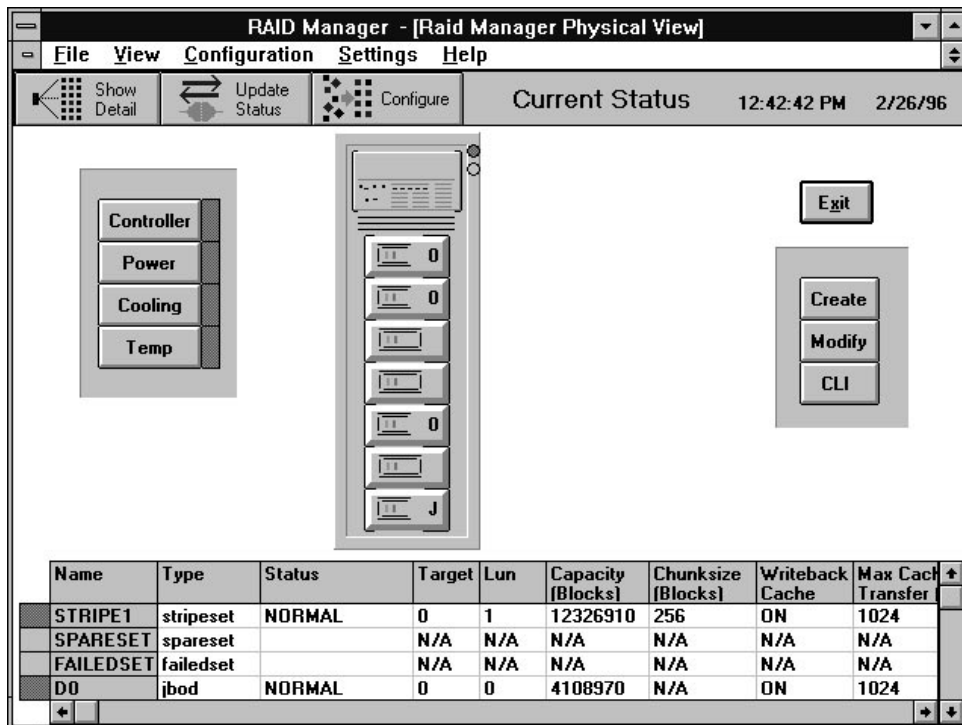 RAID Manager - [Raid Manager Physical View]
File View Configuration Settings Help
Show Detail
Update Status
Configure
Current Status 12:42:42 PM 2/26/96
Controller
Power
Cooling
Temp
0
0
0
J
Exit
Create
Modify
CLI
Name Type Status Target Lun Capacity (Blocks) Chunksize (Blocks) Writeback Cache Max Cach Transfer
STRIPE1 stripeset NORMAL 0 1 12326910 256 ON 1024
SPARESET spareset N/A N/A N/A N/A N/A N/A
FAILEDSET failedset N/A N/A N/A N/A N/A N/A
D0 jbod NORMAL 0 0 4108970 N/A ON 1024